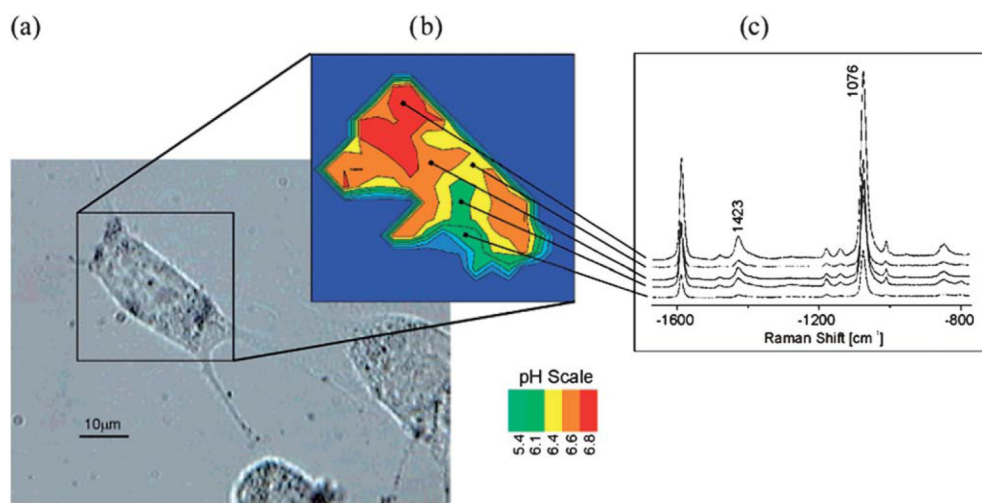 (a)
(b)
(c)
10μm
pH Scale
5.4
6.1
6.4
6.6
6.8
1423
1076
-1600
-1200
-800
Raman Shift [cm⁻¹]